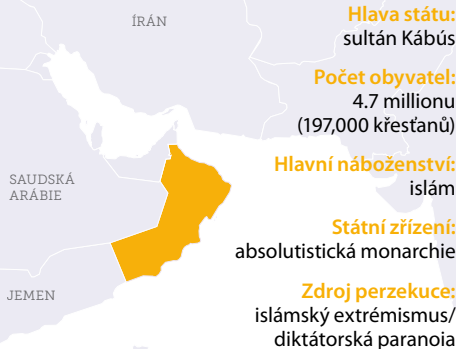 ÍRÁN
SAUDSKÁ
ARÁBIE
JEMEN
Hlava státu:
sultán Kábús
Počet obyvatel:
4.7 millionu
(197,000 křesťanů)
Hlavní náboženství:
islám
Státní zřízení:
absolutistická monarchie
Zdroj perzekuce:
islámský extrémismus/
diktátorská paranoia